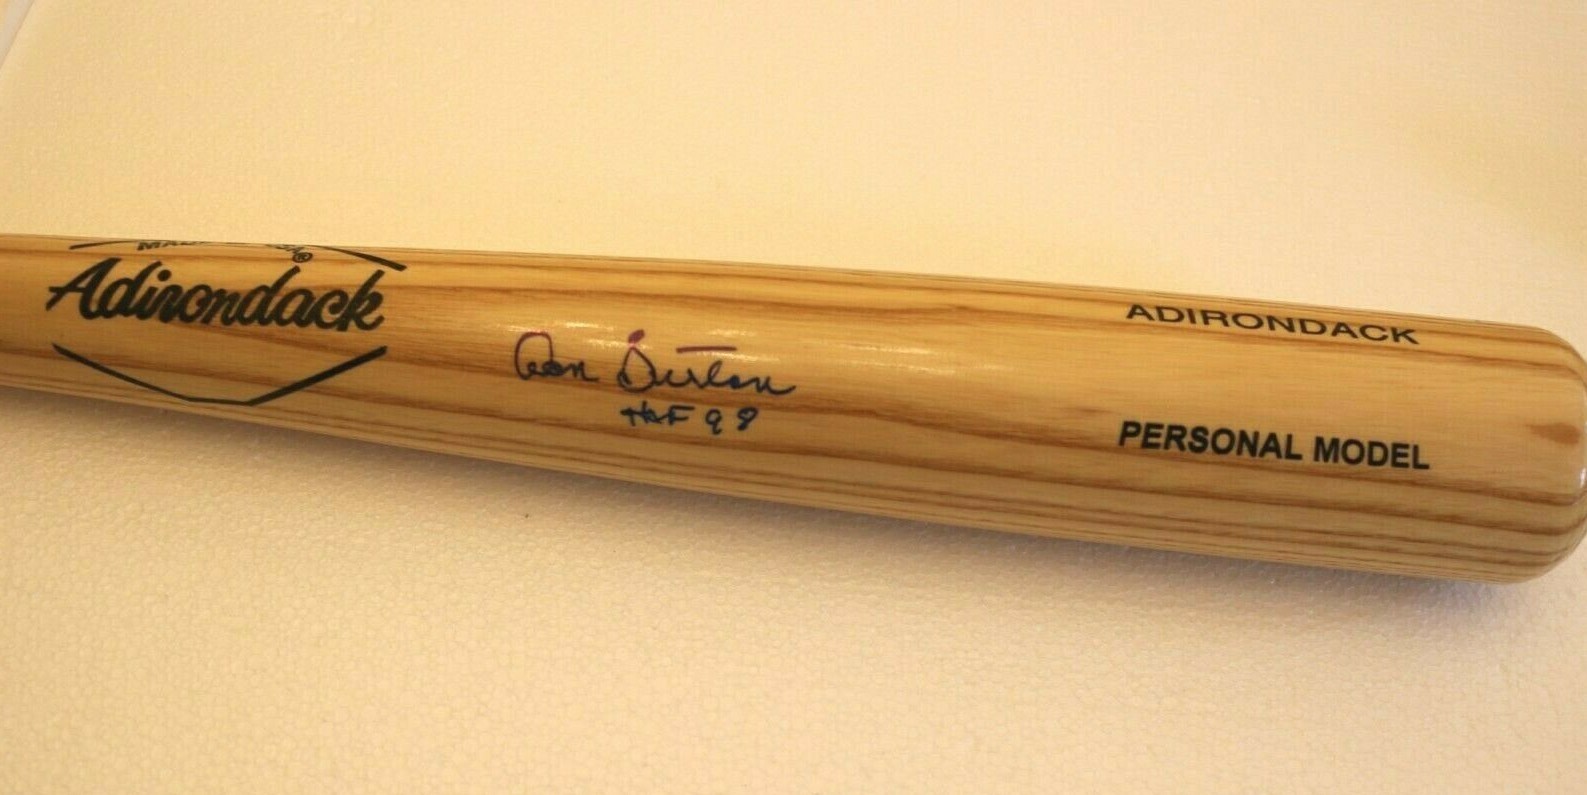 Adirondack
Don Sutton
HOF 98
ADIRONDACK
PERSONAL MODEL